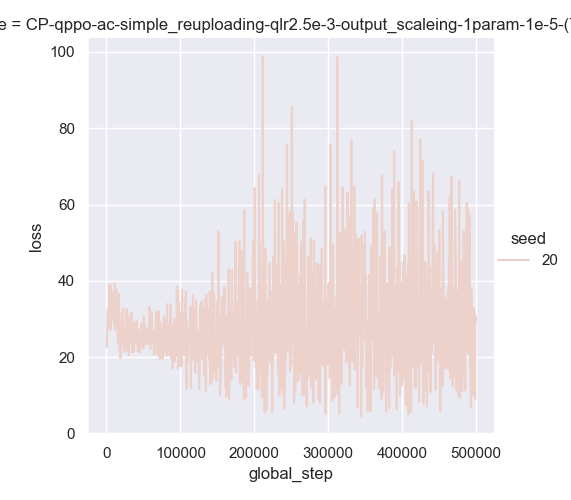 e = CP-qppo-ac-simple_reuploading-qlr2.5e-3-output_scaleing-1param-1e-5-(
100
80
60
40
20
0
loss
0 100000 200000 300000 400000 500000
global_step
seed
20